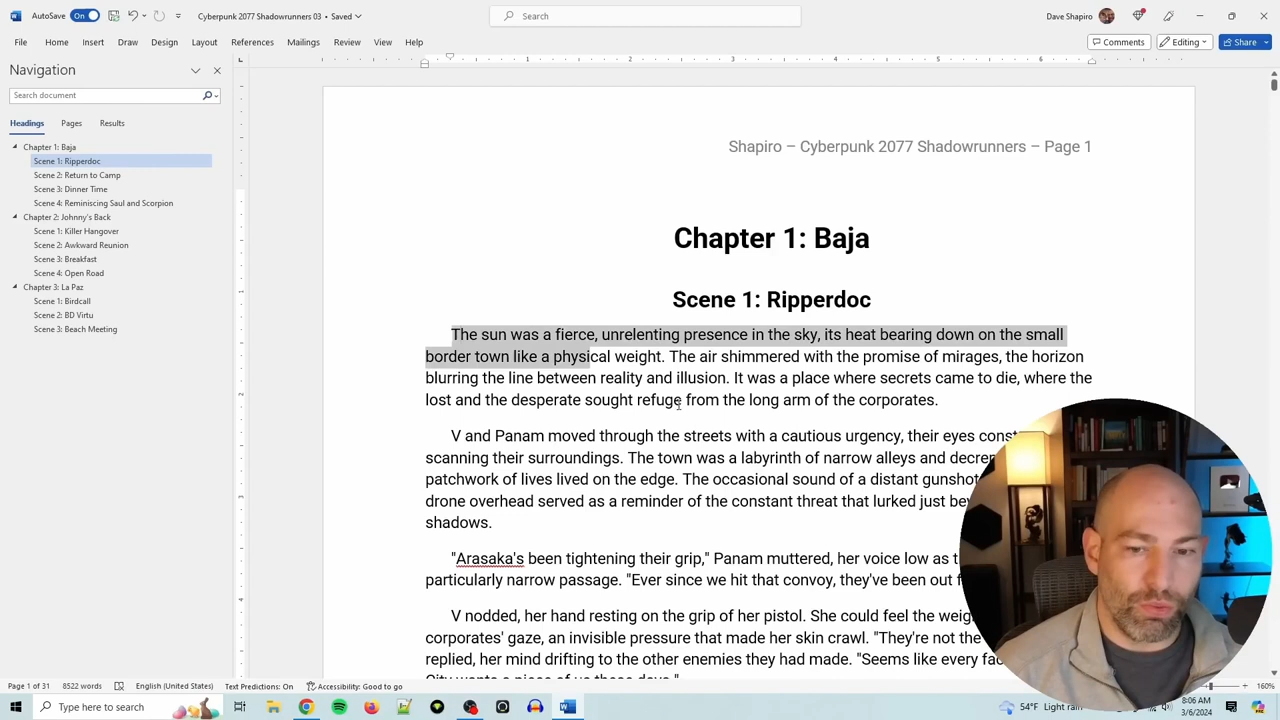 AutoSave On Cyberpunk 2077 Shadowrunners 03 • Saved Search Dave Shapiro
File Home Insert Draw Design Layout References Mailings Review View Help Comments Editing Share
Navigation
Search document
Headings Pages Results
Chapter 1: Baja
Scene 1: Ripperdoc
Scene 2: Return to Camp
Scene 3: Dinner Time
Scene 4: Reminiscing Saul and Scorpion
Chapter 2: Johnny's Back
Scene 1: Killer Hangover
Scene 2: Awkward Reunion
Scene 3: Breakfast
Scene 4: Open Road
Chapter 3: La Paz
Scene 1: Birdcall
Scene 2: BD Virtu
Scene 3: Beach Meeting
1 2 3 4 5 6
1
2
3
4
Shapiro – Cyberpunk 2077 Shadowrunners – Page 1
Chapter 1: Baja
Scene 1: Ripperdoc
The sun was a fierce, unrelenting presence in the sky, its heat bearing down on the small
border town like a physical weight. The air shimmered with the promise of mirages, the horizon
blurring the line between reality and illusion. It was a place where secrets came to die, where the
lost and the desperate sought refuge from the long arm of the corporates.
V and Panam moved through the streets with a cautious urgency, their eyes
scanning their surroundings. The town was a labyrinth of narrow alleys and
patchwork of lives lived on the edge. The occasional sound of a distant gunshot
drone overhead served as a reminder of the constant threat that lurked just
shadows.
"Arasaka's been tightening their grip," Panam muttered, her voice low as
particularly narrow passage. "Ever since we hit that convoy, they've been out
V nodded, her hand resting on the grip of her pistol. She could feel the
corporates' gaze, an invisible pressure that made her skin crawl. "They're not the
replied, her mind drifting to the other enemies they had made. "Seems like every
Page 1 of 31 8522 words English (United States) Text Predictions: On Accessibility: Good to go 160%
Type here to search 54°F Light rain 8:06 AM
3/6/2024